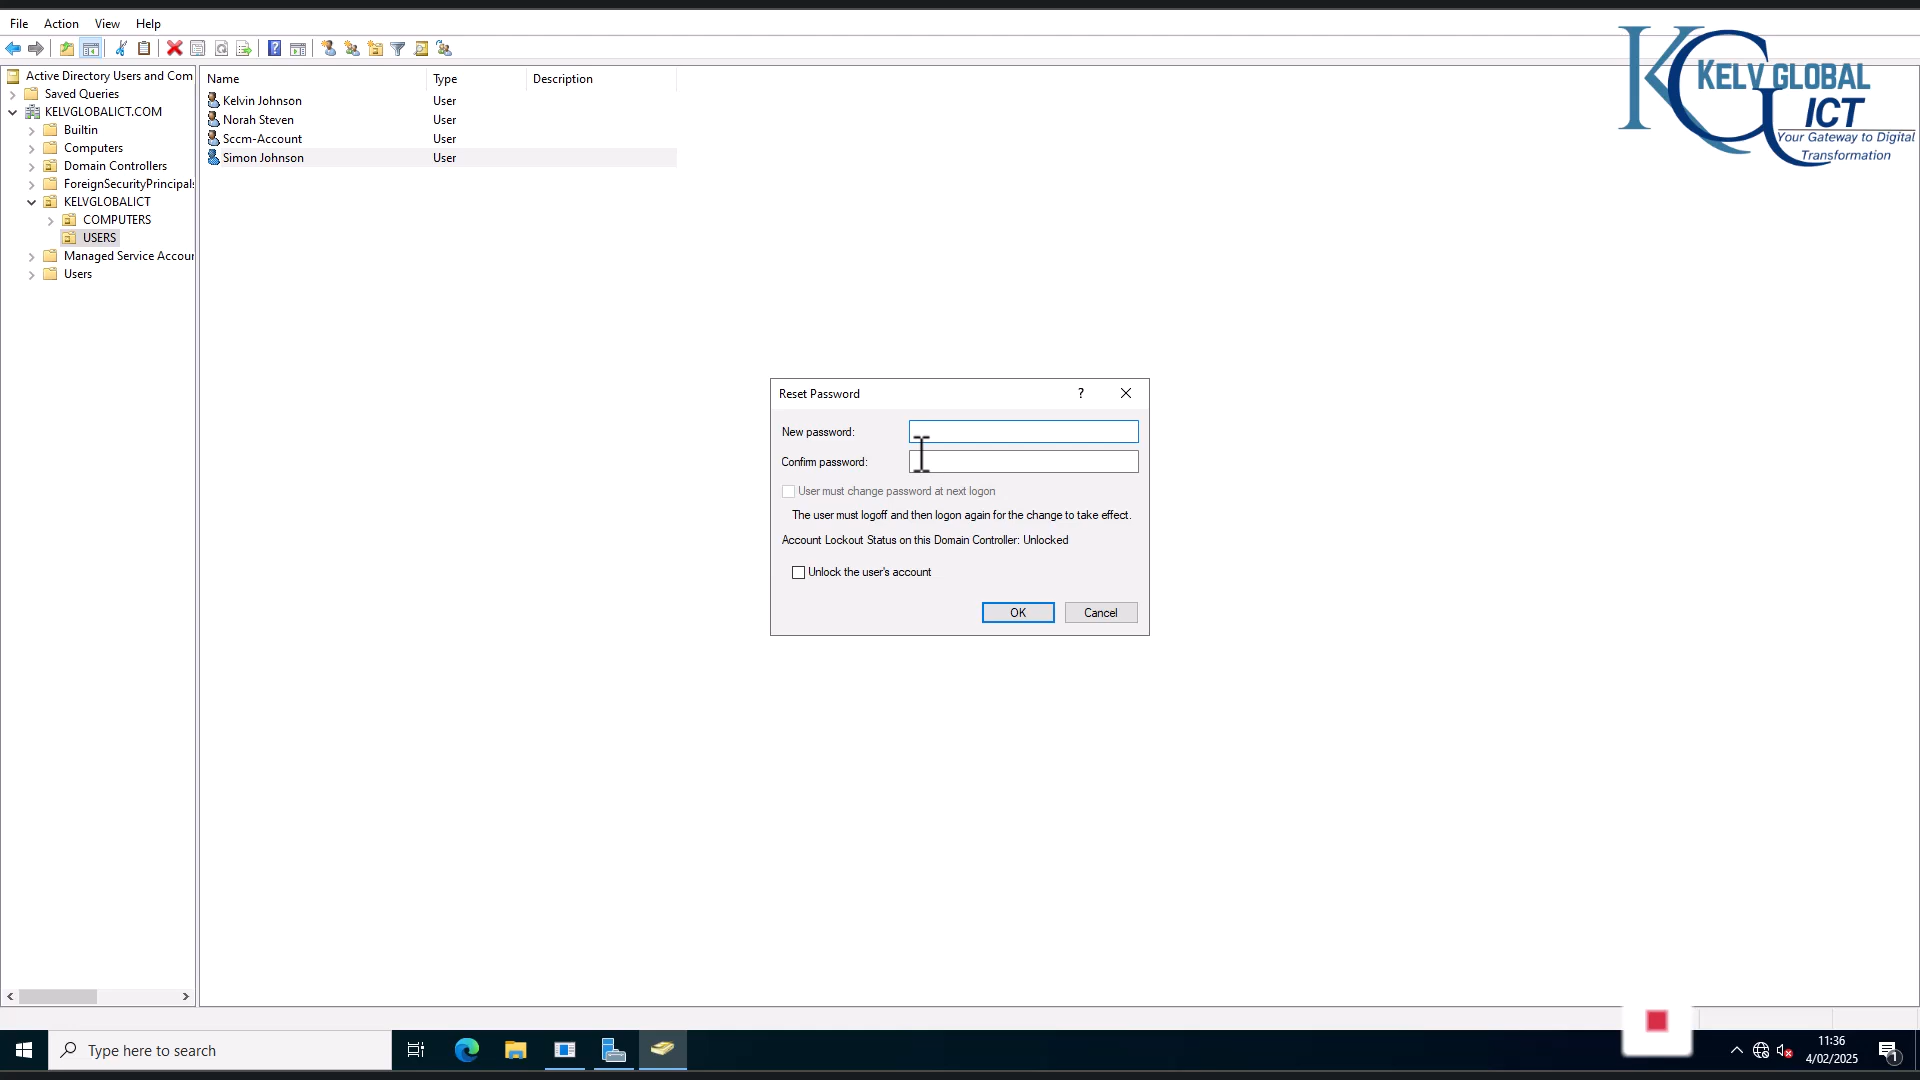 File Action View Help
KELV GLOBAL
ICT
Your Gateway to Digital
Transformation
Active Directory Users and Com
Saved Queries
KELVGLOBALICT.COM
Builtin
Computers
Domain Controllers
ForeignSecurityPrincipals
KELVGLOBALICT
COMPUTERS
USERS
Managed Service Accour
Users
Name Type Description
Kelvin Johnson User
Norah Steven User
Sccm-Account User
Simon Johnson User
Reset Password
New password:
Confirm password:
User must change password at next logon
The user must logoff and then logon again for the change to take effect.
Account Lockout Status on this Domain Controller: Unlocked
Unlock the user's account
OK Cancel
Type here to search
11:36
4/02/2025
1